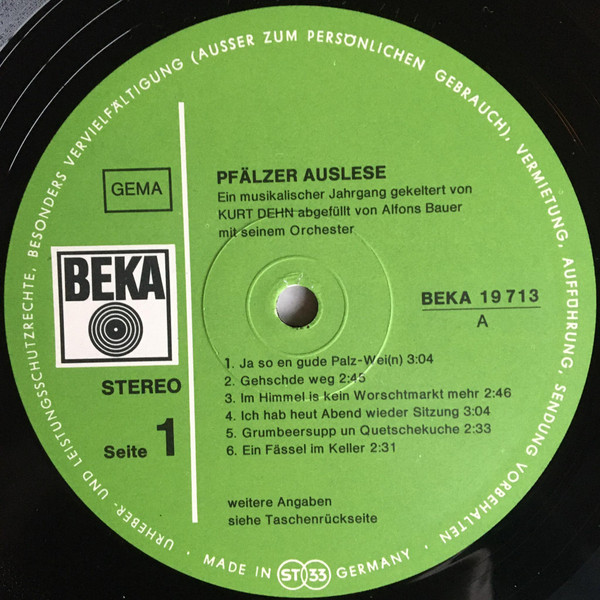 URHEBER- UND LEISTUNGSSCHUTZRECHTE, BESONDERS VERVIELFÄLTIGUNG (AUSSER ZUM PERSÖNLICHEN GEBRAUCH), VERMIETUNG, AUFFÜHRUNG, SENDUNG VORBEHALTEN
GEMA
PFÄLZER AUSLESE
Ein musikalischer Jahrgang gekeltert von
KURT DEHN abgefüllt von Alfons Bauer
mit seinem Orchester
BEKA
BEKA 19 713
A
STEREO
Seite 1
1. Ja so en gude Palz-Wei(n) 3:04
2. Gehschde weg 2:45
3. Im Himmel is kein Worschtmarkt mehr 2:46
4. Ich hab heut Abend wieder Sitzung 3:04
5. Grumbeersupp un Quetschekuche 2:33
6. Ein Fässel im Keller 2:31
weitere Angaben
siehe Taschenrückseite
· MADE IN ST 33 GERMANY ·